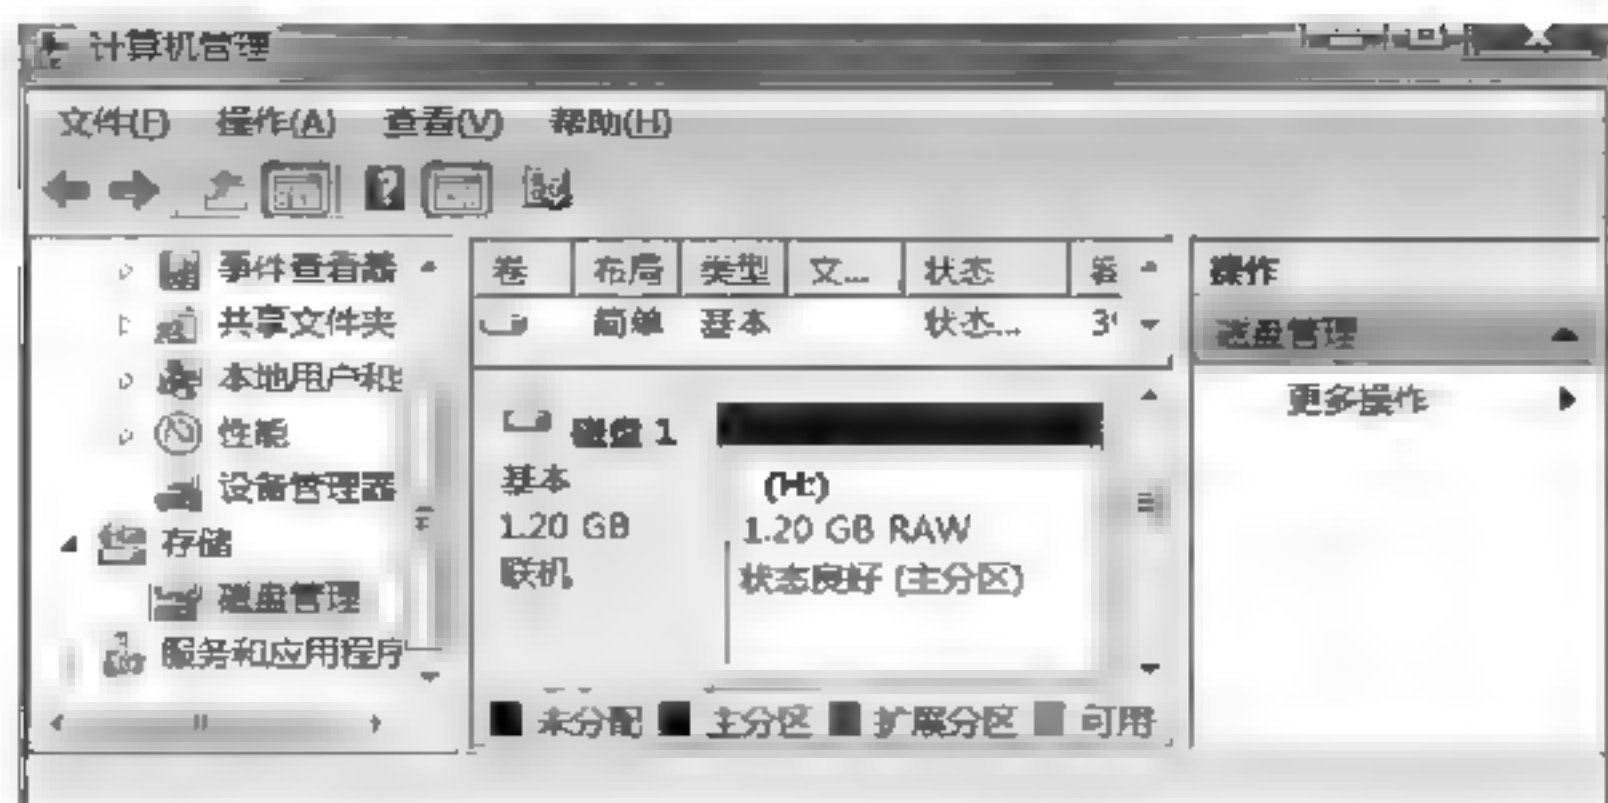 计算机管理
文件(F) 操作(A) 查看(V) 帮助(H)
事件查看器
共享文件夹
本地用户和
性能
设备管理器
存储
磁盘管理
服务和应用程序
卷 布局 类型 文... 状态
简单 基本 状态...
磁盘 1
基本
1.20 GB
联机
(H:)
1.20 GB RAW
状态良好 (主分区)
未分配 主分区 扩展分区 可用
操作
磁盘管理
更多操作